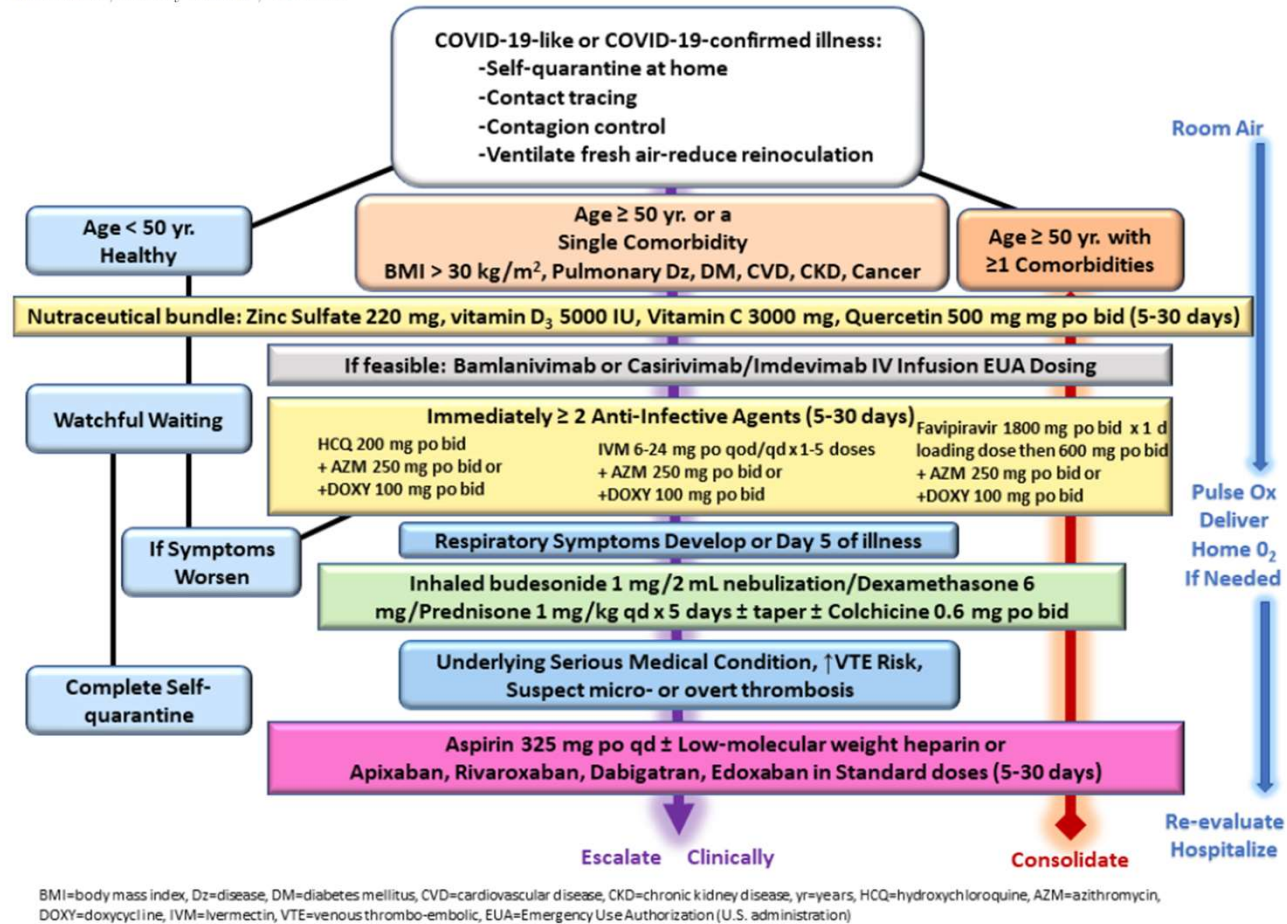 COVID-19-like or COVID-19-confirmed illness:
-Self-quarantine at home
-Contact tracing
-Contagion control
-Ventilate fresh air-reduce reinoculation
Room Air
Age < 50 yr.
Healthy
Age ≥ 50 yr. or a
Single Comorbidity
BMI > 30 kg/m², Pulmonary Dz, DM, CVD, CKD, Cancer
Age ≥ 50 yr. with
≥1 Comorbidities
Nutraceutical bundle: Zinc Sulfate 220 mg, vitamin D₃ 5000 IU, Vitamin C 3000 mg, Quercetin 500 mg mg po bid (5-30 days)
If feasible: Bamlanivimab or Casirivimab/Imdevimab IV Infusion EUA Dosing
Watchful Waiting
Immediately ≥ 2 Anti-Infective Agents (5-30 days)
HCQ 200 mg po bid
+ AZM 250 mg po bid or
+DOXY 100 mg po bid
IVM 6-24 mg po qod/qd x 1-5 doses
+ AZM 250 mg po bid or
+DOXY 100 mg po bid
Favipiravir 1800 mg po bid x 1 d
loading dose then 600 mg po bid
+ AZM 250 mg po bid or
+DOXY 100 mg po bid
Pulse Ox
Deliver
Home 0₂
If Needed
If Symptoms
Worsen
Respiratory Symptoms Develop or Day 5 of illness
Inhaled budesonide 1 mg/2 mL nebulization/Dexamethasone 6
mg/Prednisone 1 mg/kg qd x 5 days ± taper ± Colchicine 0.6 mg po bid
Underlying Serious Medical Condition, ↑VTE Risk,
Suspect micro- or overt thrombosis
Complete Self-
quarantine
Aspirin 325 mg po qd ± Low-molecular weight heparin or
Apixaban, Rivaroxaban, Dabigatran, Edoxaban in Standard doses (5-30 days)
Escalate Clinically
Consolidate
Re-evaluate
Hospitalize
BMI=body mass index, Dz=disease, DM=diabetes mellitus, CVD=cardiovascular disease, CKD=chronic kidney disease, yr=years, HCQ=hydroxychloroquine, AZM=azithromycin,
DOXY=doxycycline, IVM=Ivermectin, VTE=venous thrombo-embolic, EUA=Emergency Use Authorization (U.S. administration)